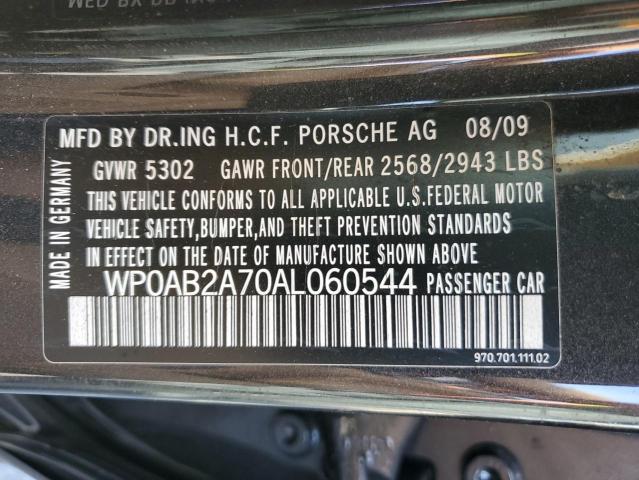 MFD BY DR.ING H.C.F. PORSCHE AG 08/09
GVWR 5302 GAWR FRONT/REAR 2568/2943 LBS
THIS VEHICLE CONFORMS TO ALL APPLICABLE U.S.FEDERAL MOTOR
VEHICLE SAFETY,BUMPER,AND THEFT PREVENTION STANDARDS
IN EFFECT ON THE DATE OF MANUFACTURE SHOWN ABOVE.
WP0AB2A70AL060544 PASSENGER CAR
970.701.111.02
MADE IN GERMANY